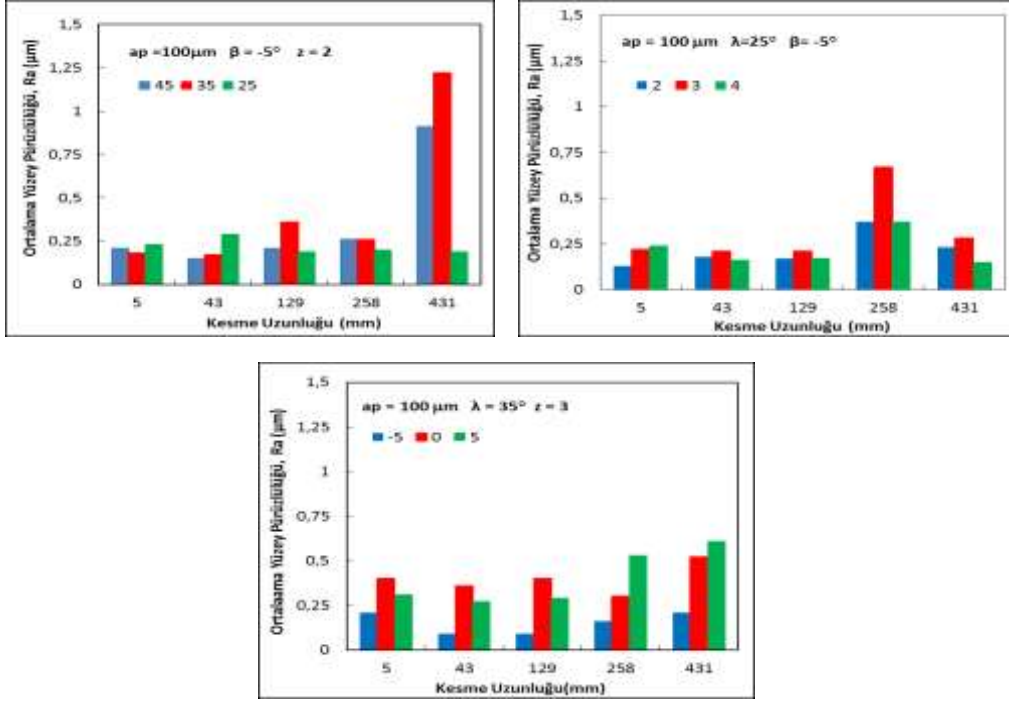 1,5
1,25
1
0,75
0,5
0,25
0
Ortalama Yüzey Pürüzlülüğü, Ra (µm)
ap =100µm β = -5° z = 2
45 35 25
5 43 129 258 431
Kesme Uzunluğu (mm)
1,5
1,25
1
0,75
0,5
0,25
0
Ortalama Yüzey Pürüzlülüğü, Ra (µm)
ap = 100 µm λ=25° β= -5°
2 3 4
5 43 129 258 431
Kesme Uzunluğu (mm)
1,5
1,25
1
0,75
0,5
0,25
0
Ortalaama Yüzey Pürüzlülüğü, Ra (µm)
ap = 100 µm λ = 35° z = 3
-5 0 5
5 43 129 258 431
Kesme Uzunluğu(mm)